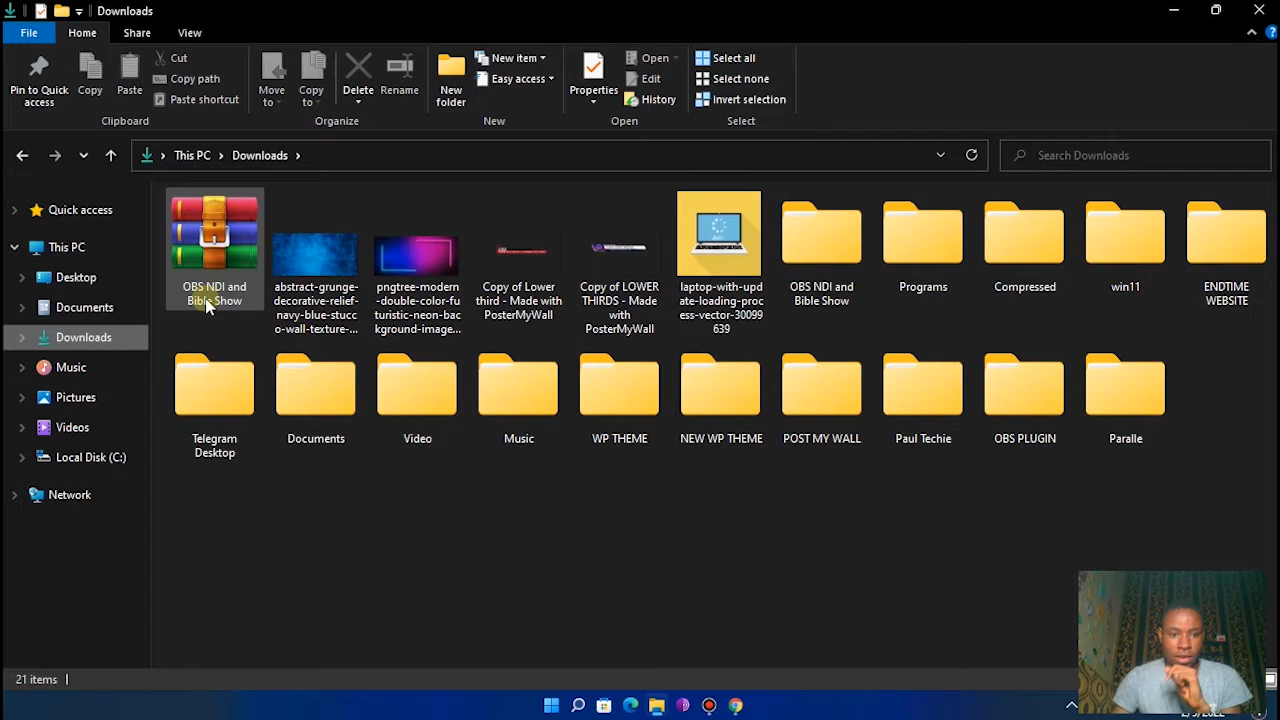 Downloads
File Home Share View
Pin to Quick access
Copy
Paste
Cut
Copy path
Paste shortcut
Clipboard
Move to
Copy to
Delete
Rename
Organize
New folder
New item
Easy access
New
Properties
Open
Edit
History
Open
Select all
Select none
Invert selection
Select
This PC Downloads
Search Downloads
Quick access
This PC
Desktop
Documents
Downloads
Music
Pictures
Videos
Local Disk (C:)
Network
OBS NDI and
Bible Show
abstract-grunge-
decorative-relief-
navy-blue-stucc
o-wall-texture-...
pngtree-modern
-double-color-fu
turistic-neon-bac
kground-image...
Copy of Lower
third - Made with
PosterMyWall
Copy of LOWER
THIRDS - Made
with
PosterMyWall
laptop-with-upd
ate-loading-proc
ess-vector-30099
639
OBS NDI and
Bible Show
Programs
Compressed
win11
ENDTIME
WEBSITE
Telegram
Desktop
Documents
Video
Music
WP THEME
NEW WP THEME
POST MY WALL
Paul Techie
OBS PLUGIN
Paralle
21 items